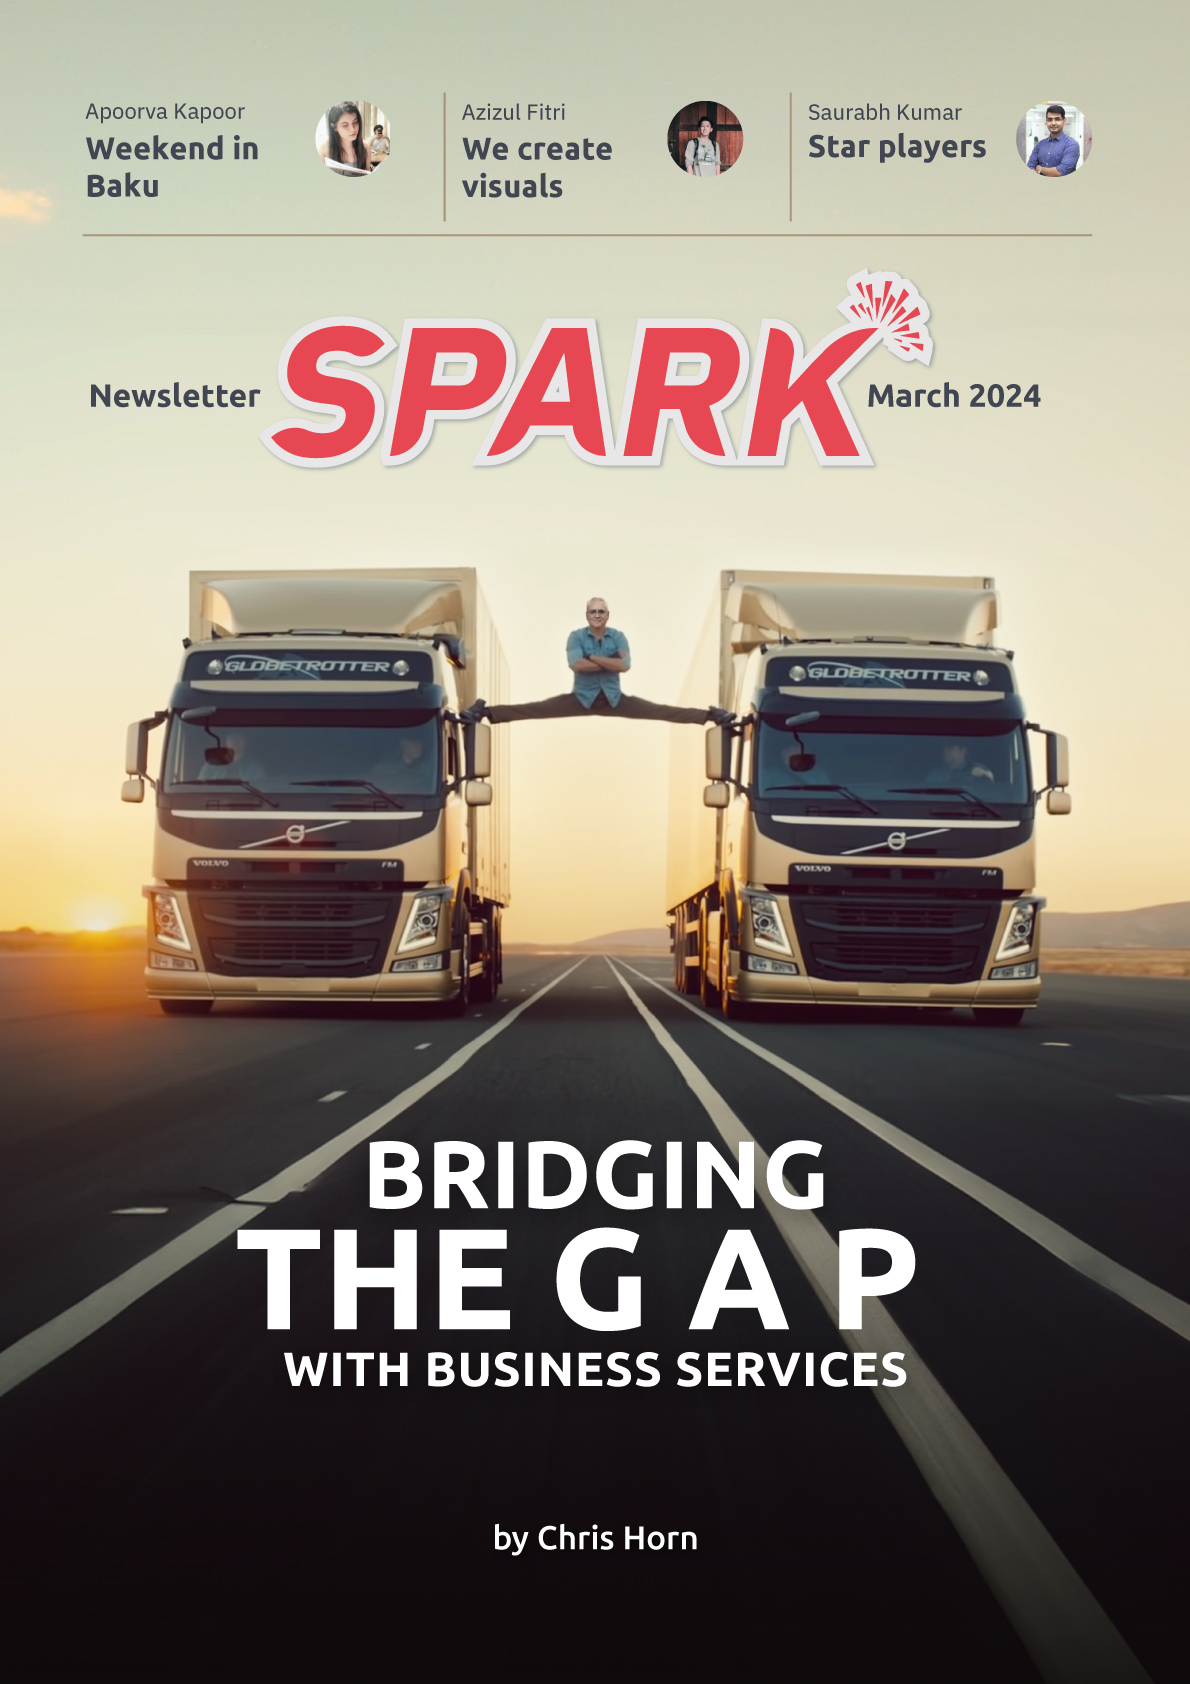 Apoorva Kapoor
Weekend in
Baku
Azizul Fitri
We create
visuals
Saurabh Kumar
Star players
Newsletter
SPARK
March 2024
GLOBETROTTER
GLOBETROTTER
VOLVO
FM
VOLVO
FM
BRIDGING
THE G A P
WITH BUSINESS SERVICES
by Chris Horn